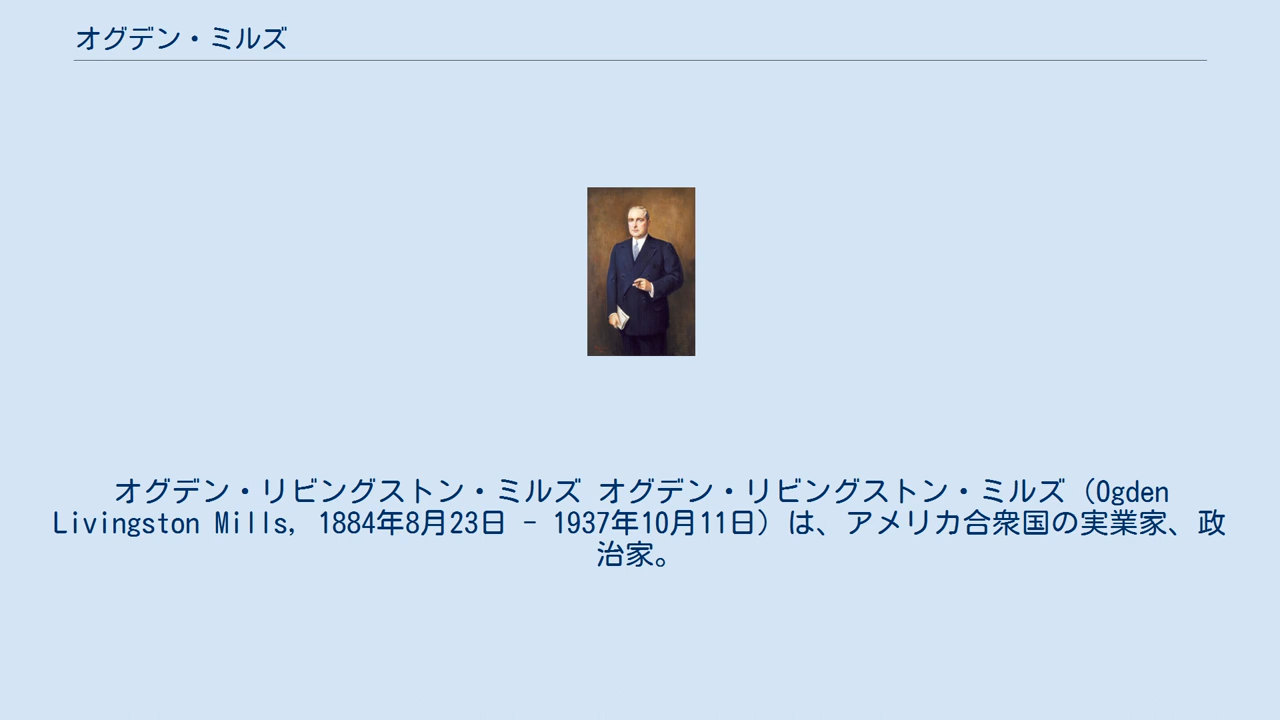 オグデン・ミルズ
オグデン・リビングストン・ミルズ オグデン・リビングストン・ミルズ（Ogden
Livingston Mills, 1884年8月23日 - 1937年10月11日）は、アメリカ合衆国の実業家、政
治家。